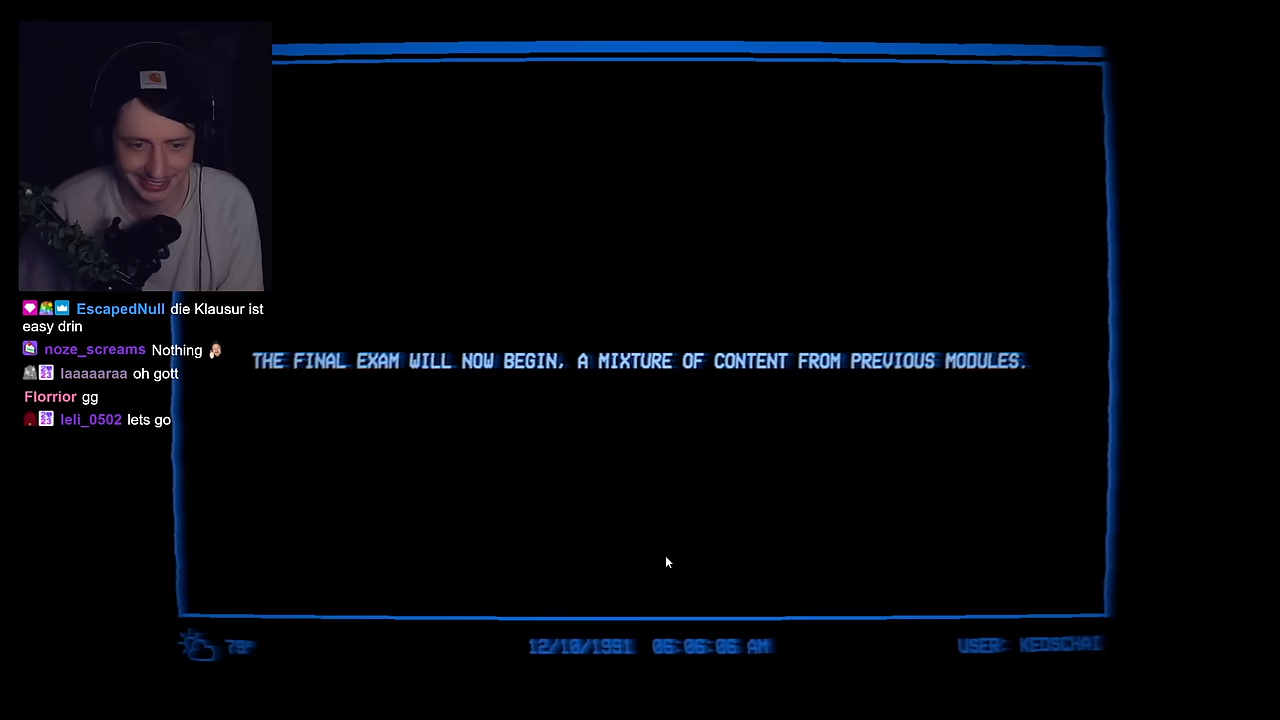 EscapedNull die Klausur ist
easy drin
noze_screams Nothing
laaaaaraa oh gott
Florrior gg
leli_0502 lets go
THE FINAL EXAM WILL NOW BEGIN, A MIXTURE OF CONTENT FROM PREVIOUS MODULES.
79° 12/10/1991 06:06:06 AM USER: KEDSCHAI